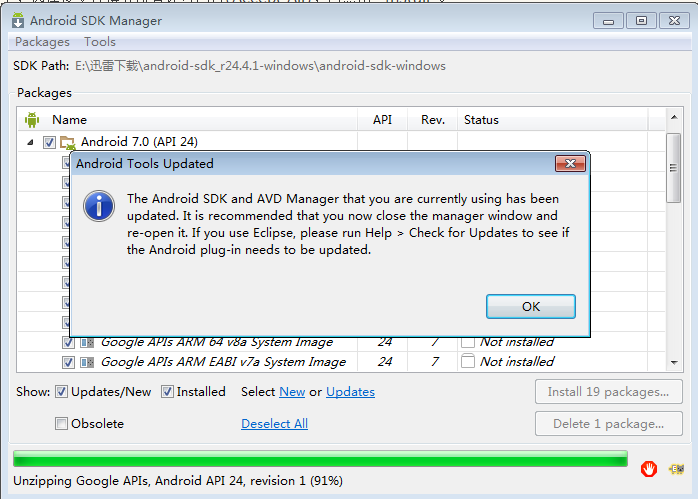 Android SDK Manager
Packages Tools
SDK Path: E:\迅雷下载\android-sdk_r24.4.1-windows\android-sdk-windows
Packages
Name API Rev. Status
Android 7.0 (API 24)
Android Tools Updated
The Android SDK and AVD Manager that you are currently using has been
updated. It is recommended that you now close the manager window and
re-open it. If you use Eclipse, please run Help > Check for Updates to see if
the Android plug-in needs to be updated.
OK
Google APIs ARM 64 v8a System Image 24 7 Not installed
Google APIs ARM EABI v7a System Image 24 7 Not installed
Show: Updates/New Installed Select New or Updates Install 19 packages...
Obsolete Deselect All Delete 1 package...
Unzipping Google APIs, Android API 24, revision 1 (91%)